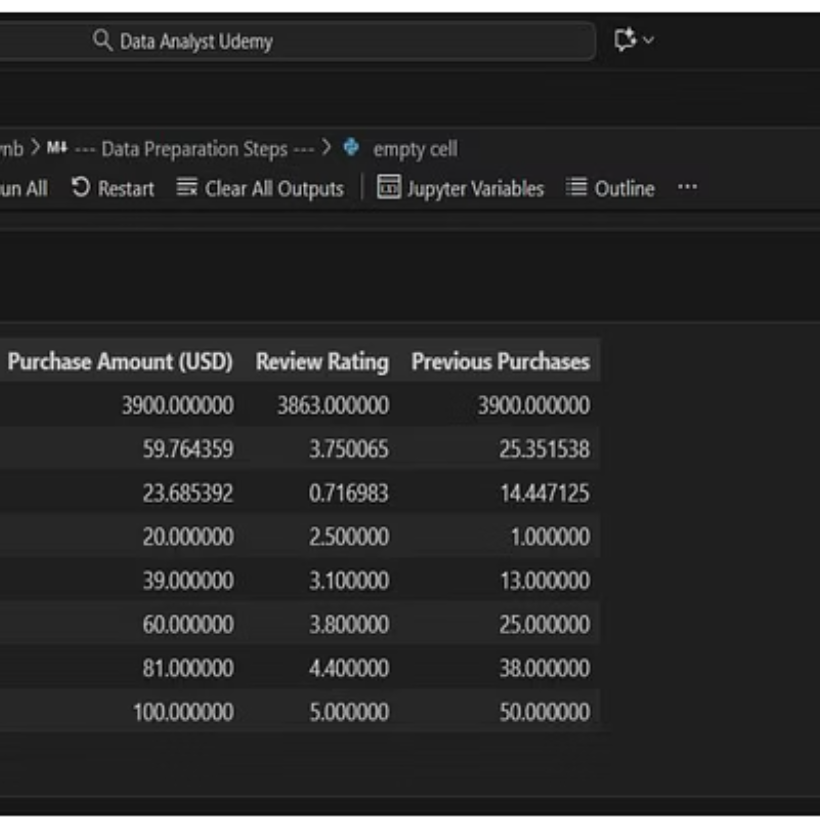 Data Analyst Udemy
ynb > M↓ --- Data Preparation Steps --- > empty cell
un All Restart Clear All Outputs Jupyter Variables Outline ...
Purchase Amount (USD) Review Rating Previous Purchases
3900.000000 3863.000000 3900.000000
59.764359 3.750065 25.351538
23.685392 0.716983 14.447125
20.000000 2.500000 1.000000
39.000000 3.100000 13.000000
60.000000 3.800000 25.000000
81.000000 4.400000 38.000000
100.000000 5.000000 50.000000